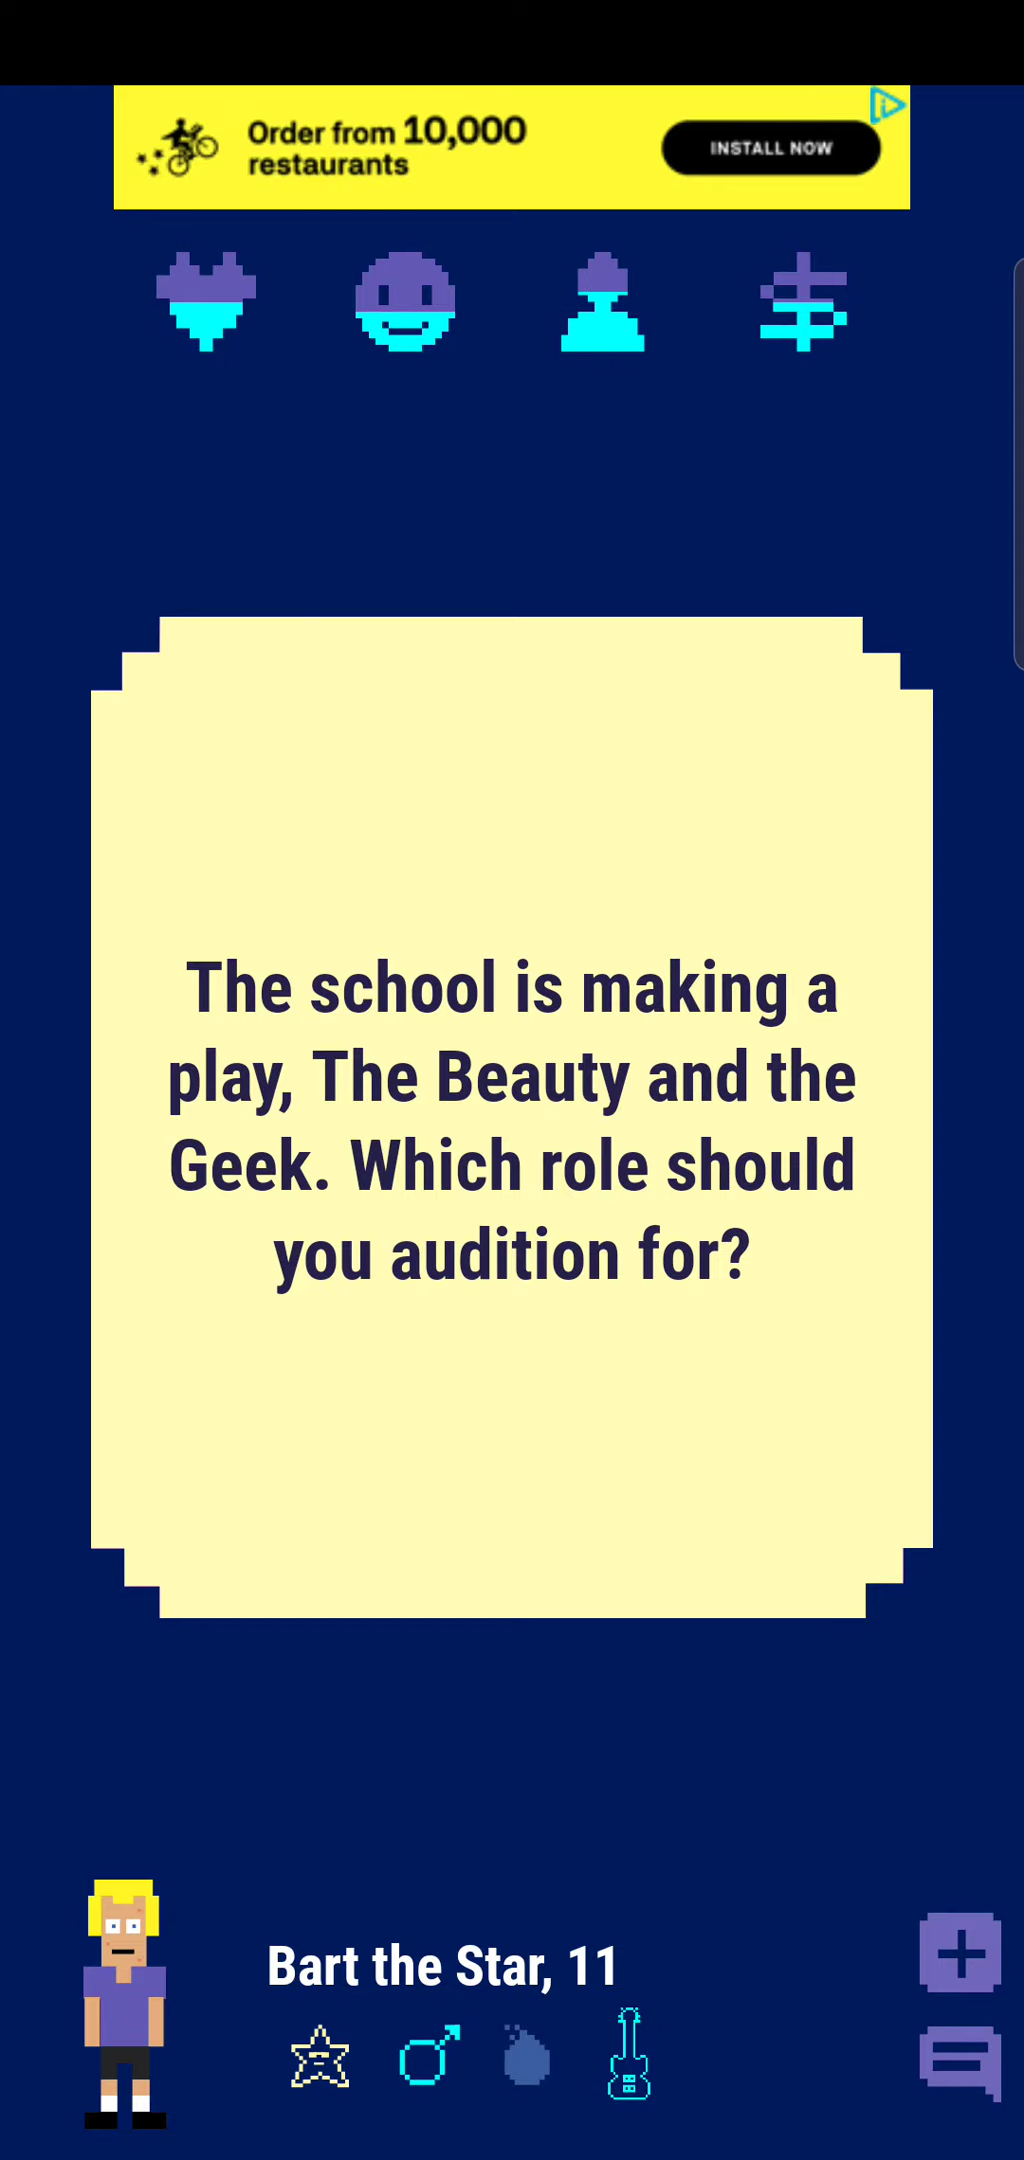 Order from 10,000
restaurants
INSTALL NOW
The school is making a
play, The Beauty and the
Geek. Which role should
you audition for?
Bart the Star, 11